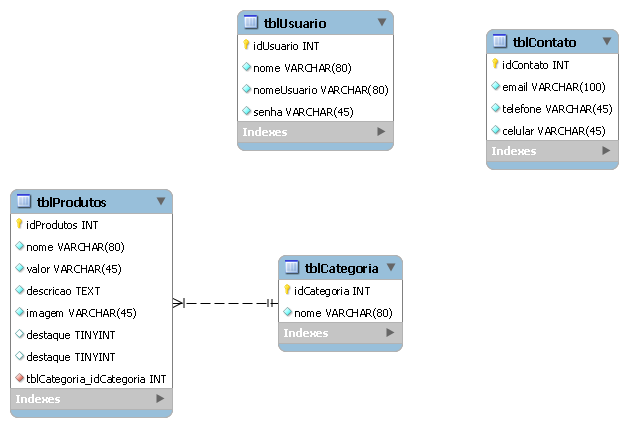 tblUsuario
idUsuario INT
nome VARCHAR(80)
nomeUsuario VARCHAR(80)
senha VARCHAR(45)
Indexes
tblContato
idContato INT
email VARCHAR(100)
telefone VARCHAR(45)
celular VARCHAR(45)
Indexes
tblProdutos
idProdutos INT
nome VARCHAR(80)
valor VARCHAR(45)
descricao TEXT
imagem VARCHAR(45)
destaque TINYINT
destaque TINYINT
tblCategoria_idCategoria INT
Indexes
tblCategoria
idCategoria INT
nome VARCHAR(80)
Indexes